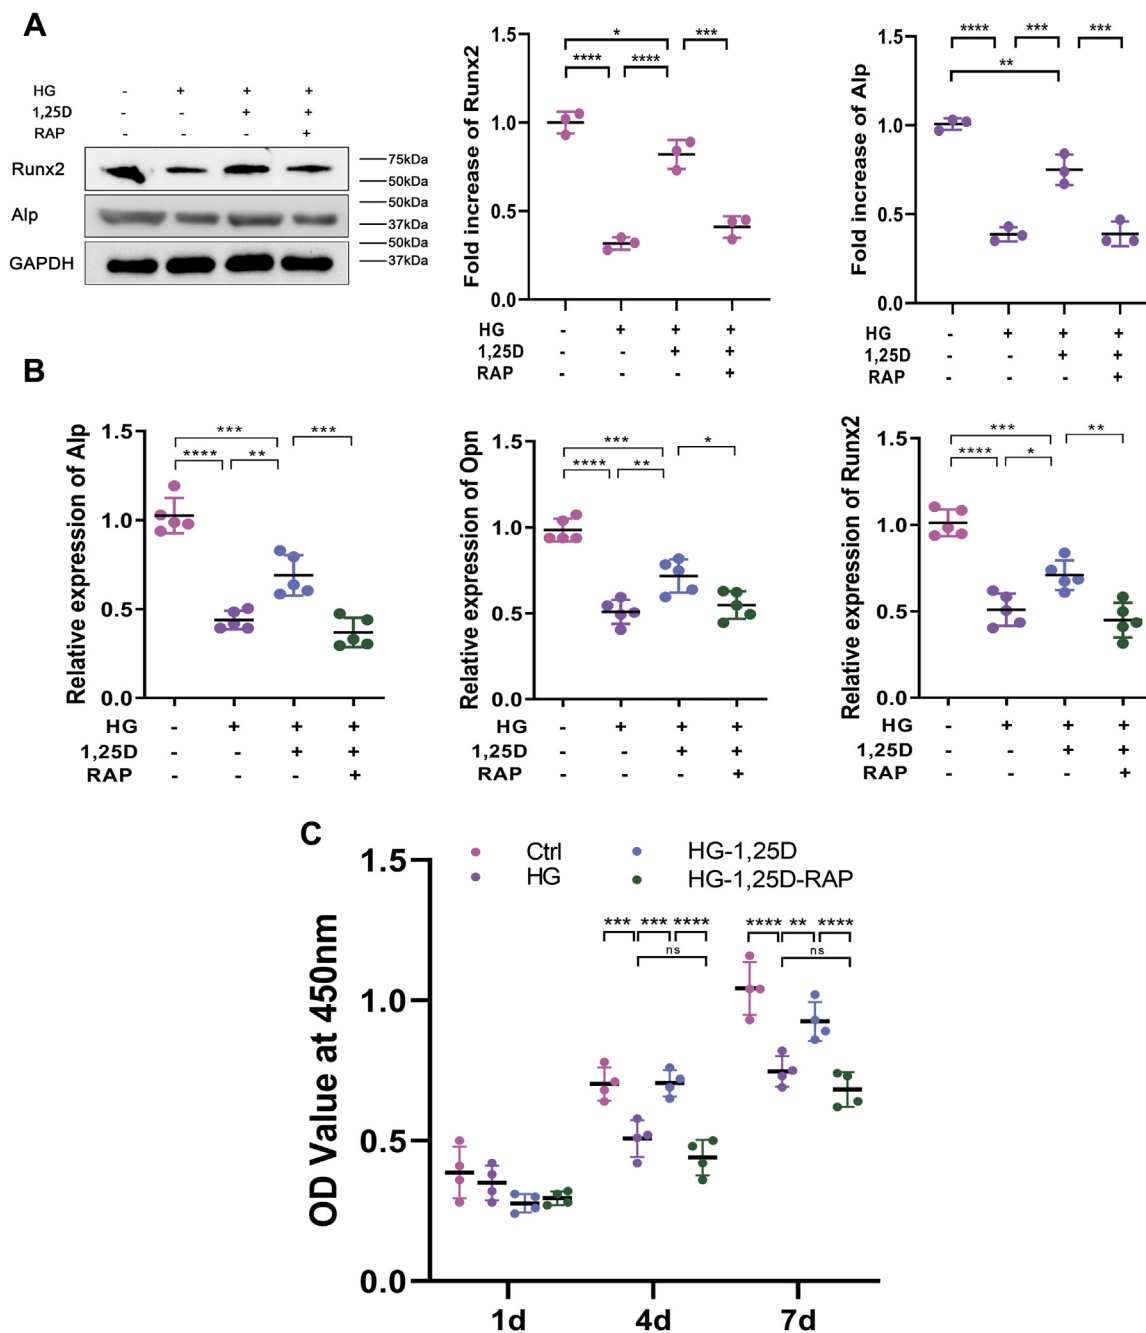 A
HG - + + +
1,25D - - + +
RAP - - - +
Runx2
Alp
GAPDH
75kDa
50kDa
50kDa
37kDa
50kDa
37kDa
Fold increase of Runx2
1.5
1.0
0.5
0.0
* ***
**** ****
HG - + + +
1,25D - - + +
RAP - - - +
Fold increase of Alp
1.5
1.0
0.5
0.0
**** *** ***
**
HG - + + +
1,25D - - + +
RAP - - - +
B
Relative expression of Alp
1.5
1.0
0.5
0.0
*** ***
**** **
HG - + + +
1,25D - - + +
RAP - - - +
Relative expression of Opn
1.5
1.0
0.5
0.0
*** *
**** **
HG - + + +
1,25D - - + +
RAP - - - +
Relative expression of Runx2
1.5
1.0
0.5
0.0
*** **
**** *
HG - + + +
1,25D - - + +
RAP - - - +
C
OD Value at 450nm
1.5
1.0
0.5
0.0
Ctrl HG-1,25D
HG HG-1,25D-RAP
*** *** **** **** ** ****
ns ns
1d 4d 7d